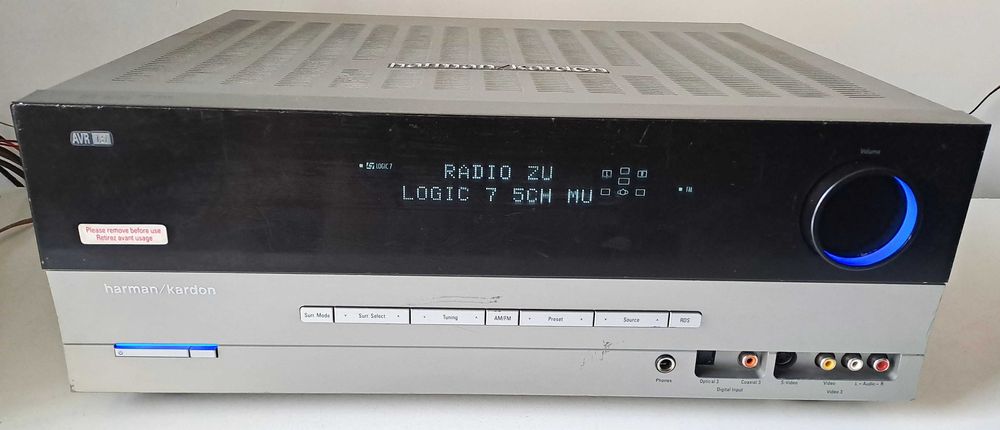 harman/kardon
AVR
Volume
LOGIC 7
RADIO ZU
LOGIC 7 5CH MU
FM
Please remove before use
Retirez avant usage
harman/kardon
Surr. Mode
Surr. Select
Tuning
AM/FM
Preset
Source
RDS
Phones
Optical 3
Coaxial 3
Digital Input
S-Video
Video
L - Audio - R
Video 3